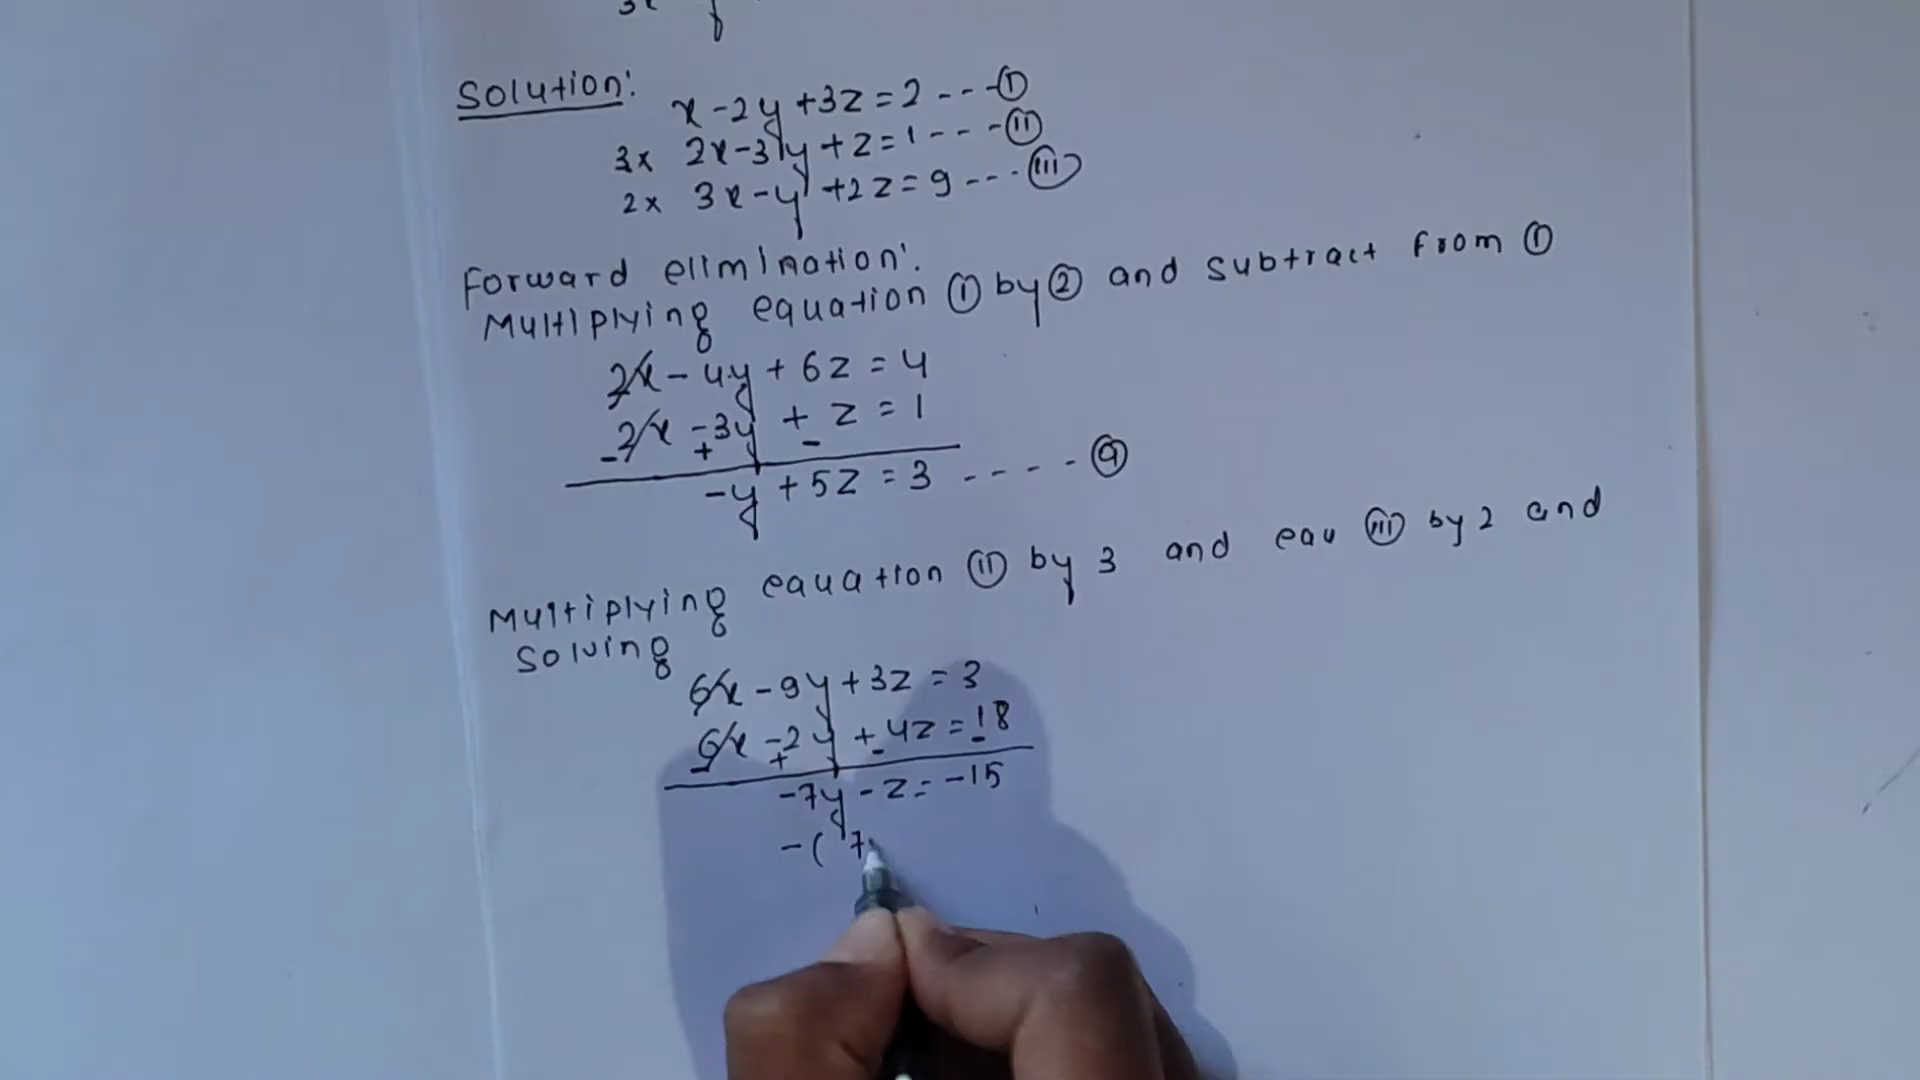 Solution:
x - 2y + 3z = 2 - - - (I)
3x 2x - 3y + z = 1 - - - (II)
2x 3x - y + 2z = 9 - - - (III)
Forward elimination:
Multiplying equation (I) by (2) and subtract from (I)
2x - 4y + 6z = 4
2x - 3y + z = 1
- + -
-y + 5z = 3 - - - - (a)
Multiplying equation (II) by 3 and equ (III) by 2 and
Solving
6x - 9y + 3z = 3
6x - 2y + 4z = 18
- + - -
-7y - z = -15
-( 7